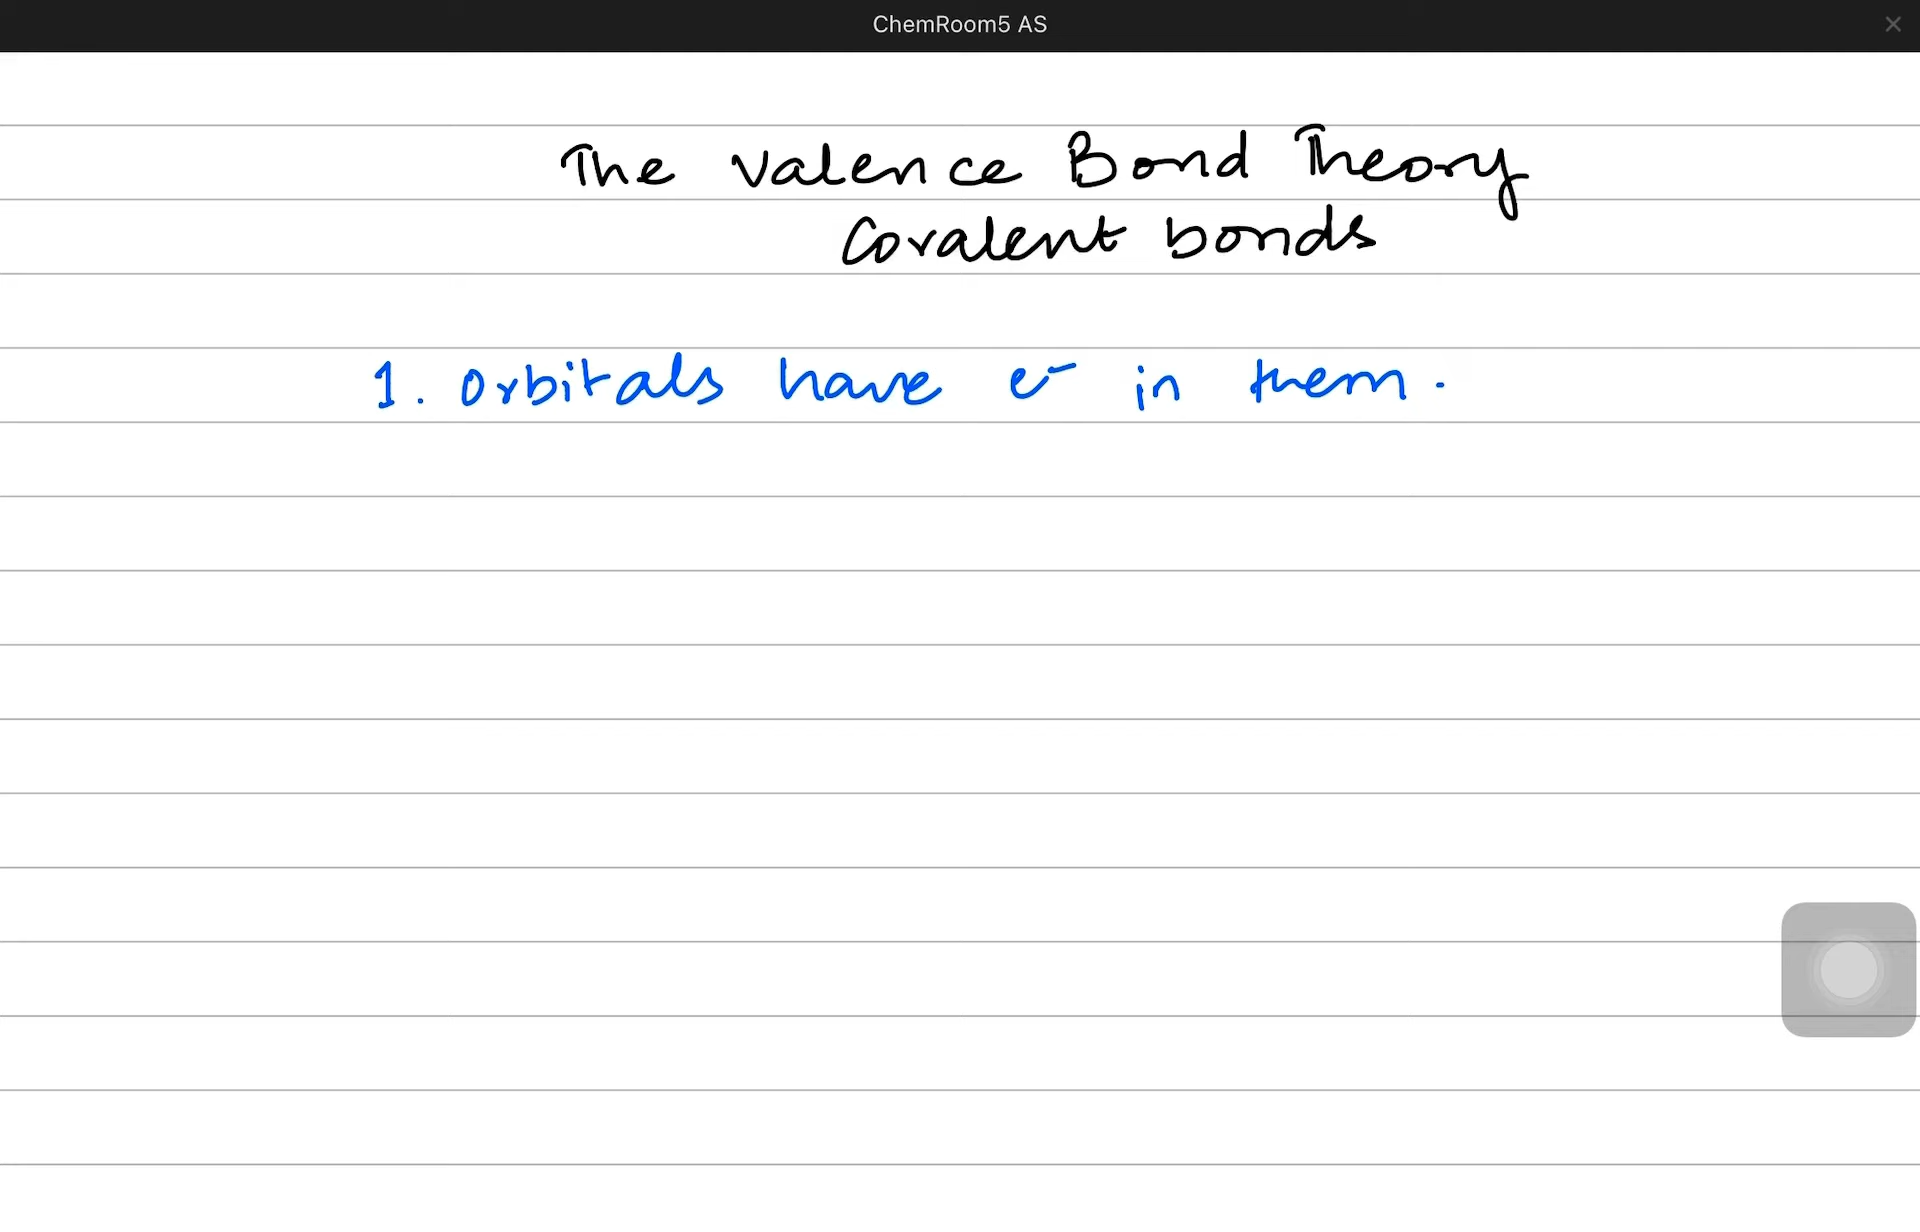 ChemRoom5 AS
The Valence Bond Theory
Covalent bonds
1. Orbitals have e⁻ in them.